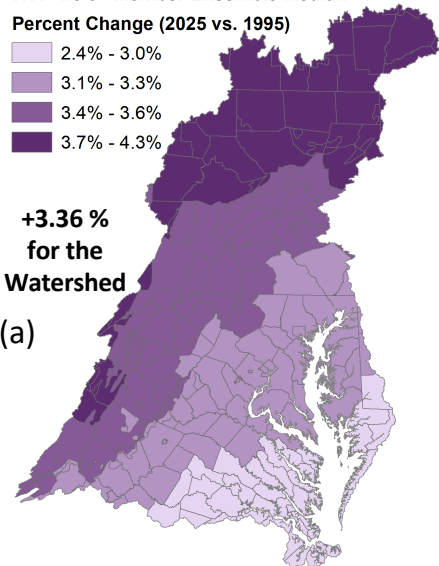 Percent Change (2025 vs. 1995)
2.4% - 3.0%
3.1% - 3.3%
3.4% - 3.6%
3.7% - 4.3%
+3.36 %
for the
Watershed
(a)